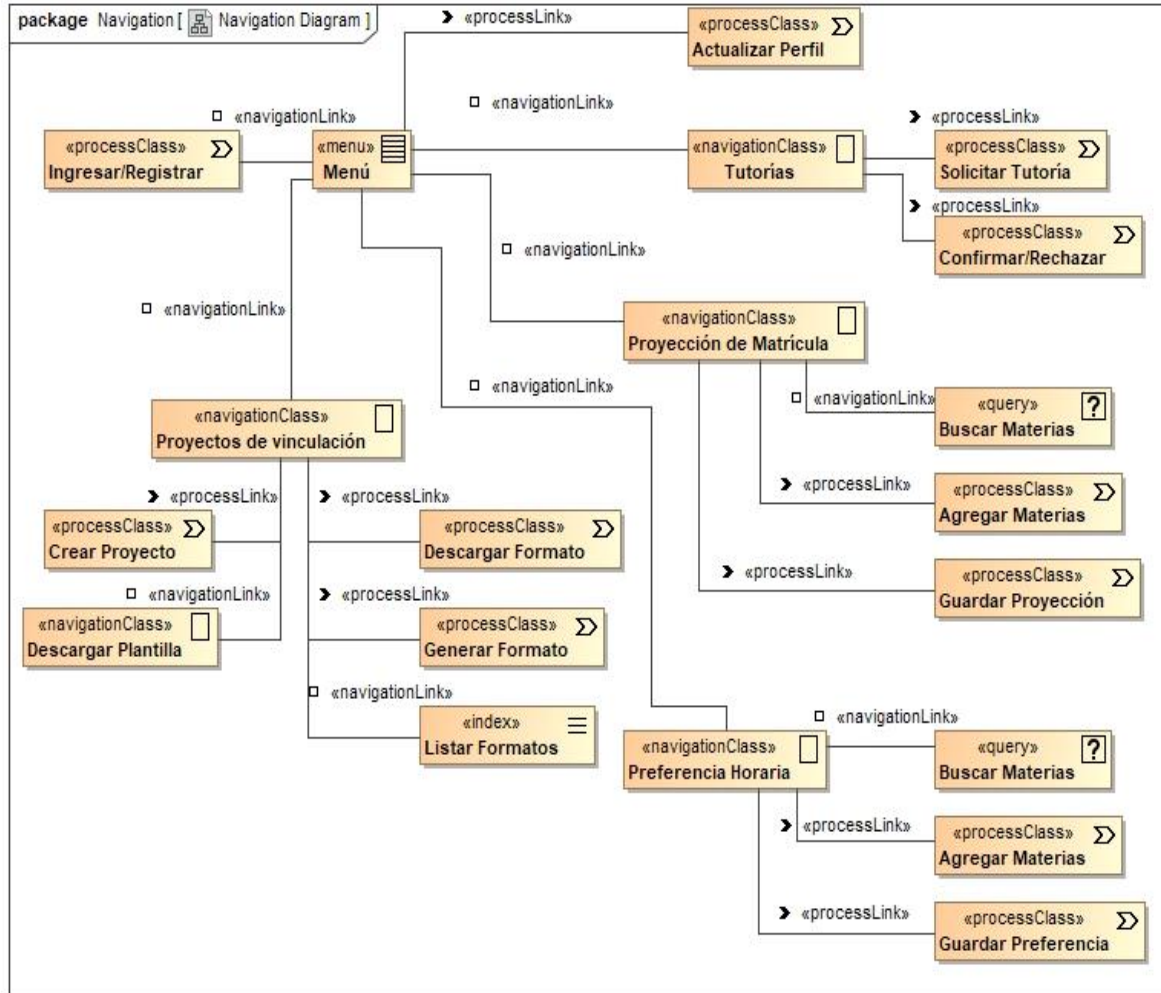 package Navigation [ Navigation Diagram ]
«processLink»
«processClass»
Actualizar Perfil
«navigationLink»
«navigationLink»
«processLink»
«processClass»
Ingresar/Registrar
«menu»
Menú
«navigationClass»
Tutorías
«processClass»
Solicitar Tutoría
«processLink»
«processClass»
Confirmar/Rechazar
«navigationLink»
«navigationLink»
«navigationClass»
Proyección de Matrícula
«navigationLink»
«navigationLink»
«query»
Buscar Materias
«navigationClass»
Proyectos de vinculación
«processLink»
«processLink»
«processLink»
«processClass»
Agregar Materias
«processClass»
Crear Proyecto
«processClass»
Descargar Formato
«processLink»
«processClass»
Guardar Proyección
«navigationLink»
«processLink»
«navigationClass»
Descargar Plantilla
«processClass»
Generar Formato
«navigationLink»
«index»
Listar Formatos
«navigationLink»
«navigationClass»
Preferencia Horaria
«query»
Buscar Materias
«processLink»
«processClass»
Agregar Materias
«processLink»
«processClass»
Guardar Preferencia